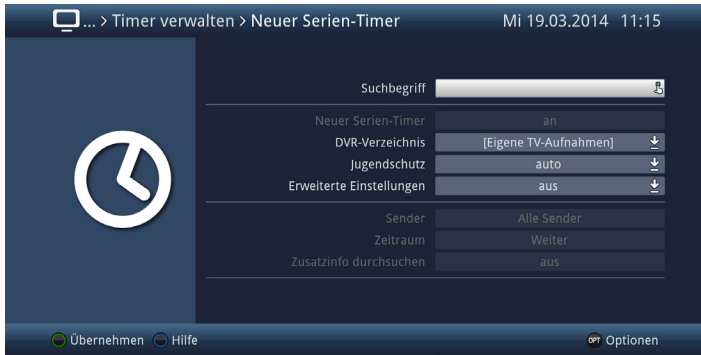 ... > Timer verwalten > Neuer Serien-Timer Mi 19.03.2014 11:15
Suchbegriff
Neuer Serien-Timer an
DVR-Verzeichnis [Eigene TV-Aufnahmen]
Jugendschutz auto
Erweiterte Einstellungen aus
Sender Alle Sender
Zeitraum Weiter
Zusatzinfo durchsuchen aus
Übernehmen Hilfe OPT Optionen